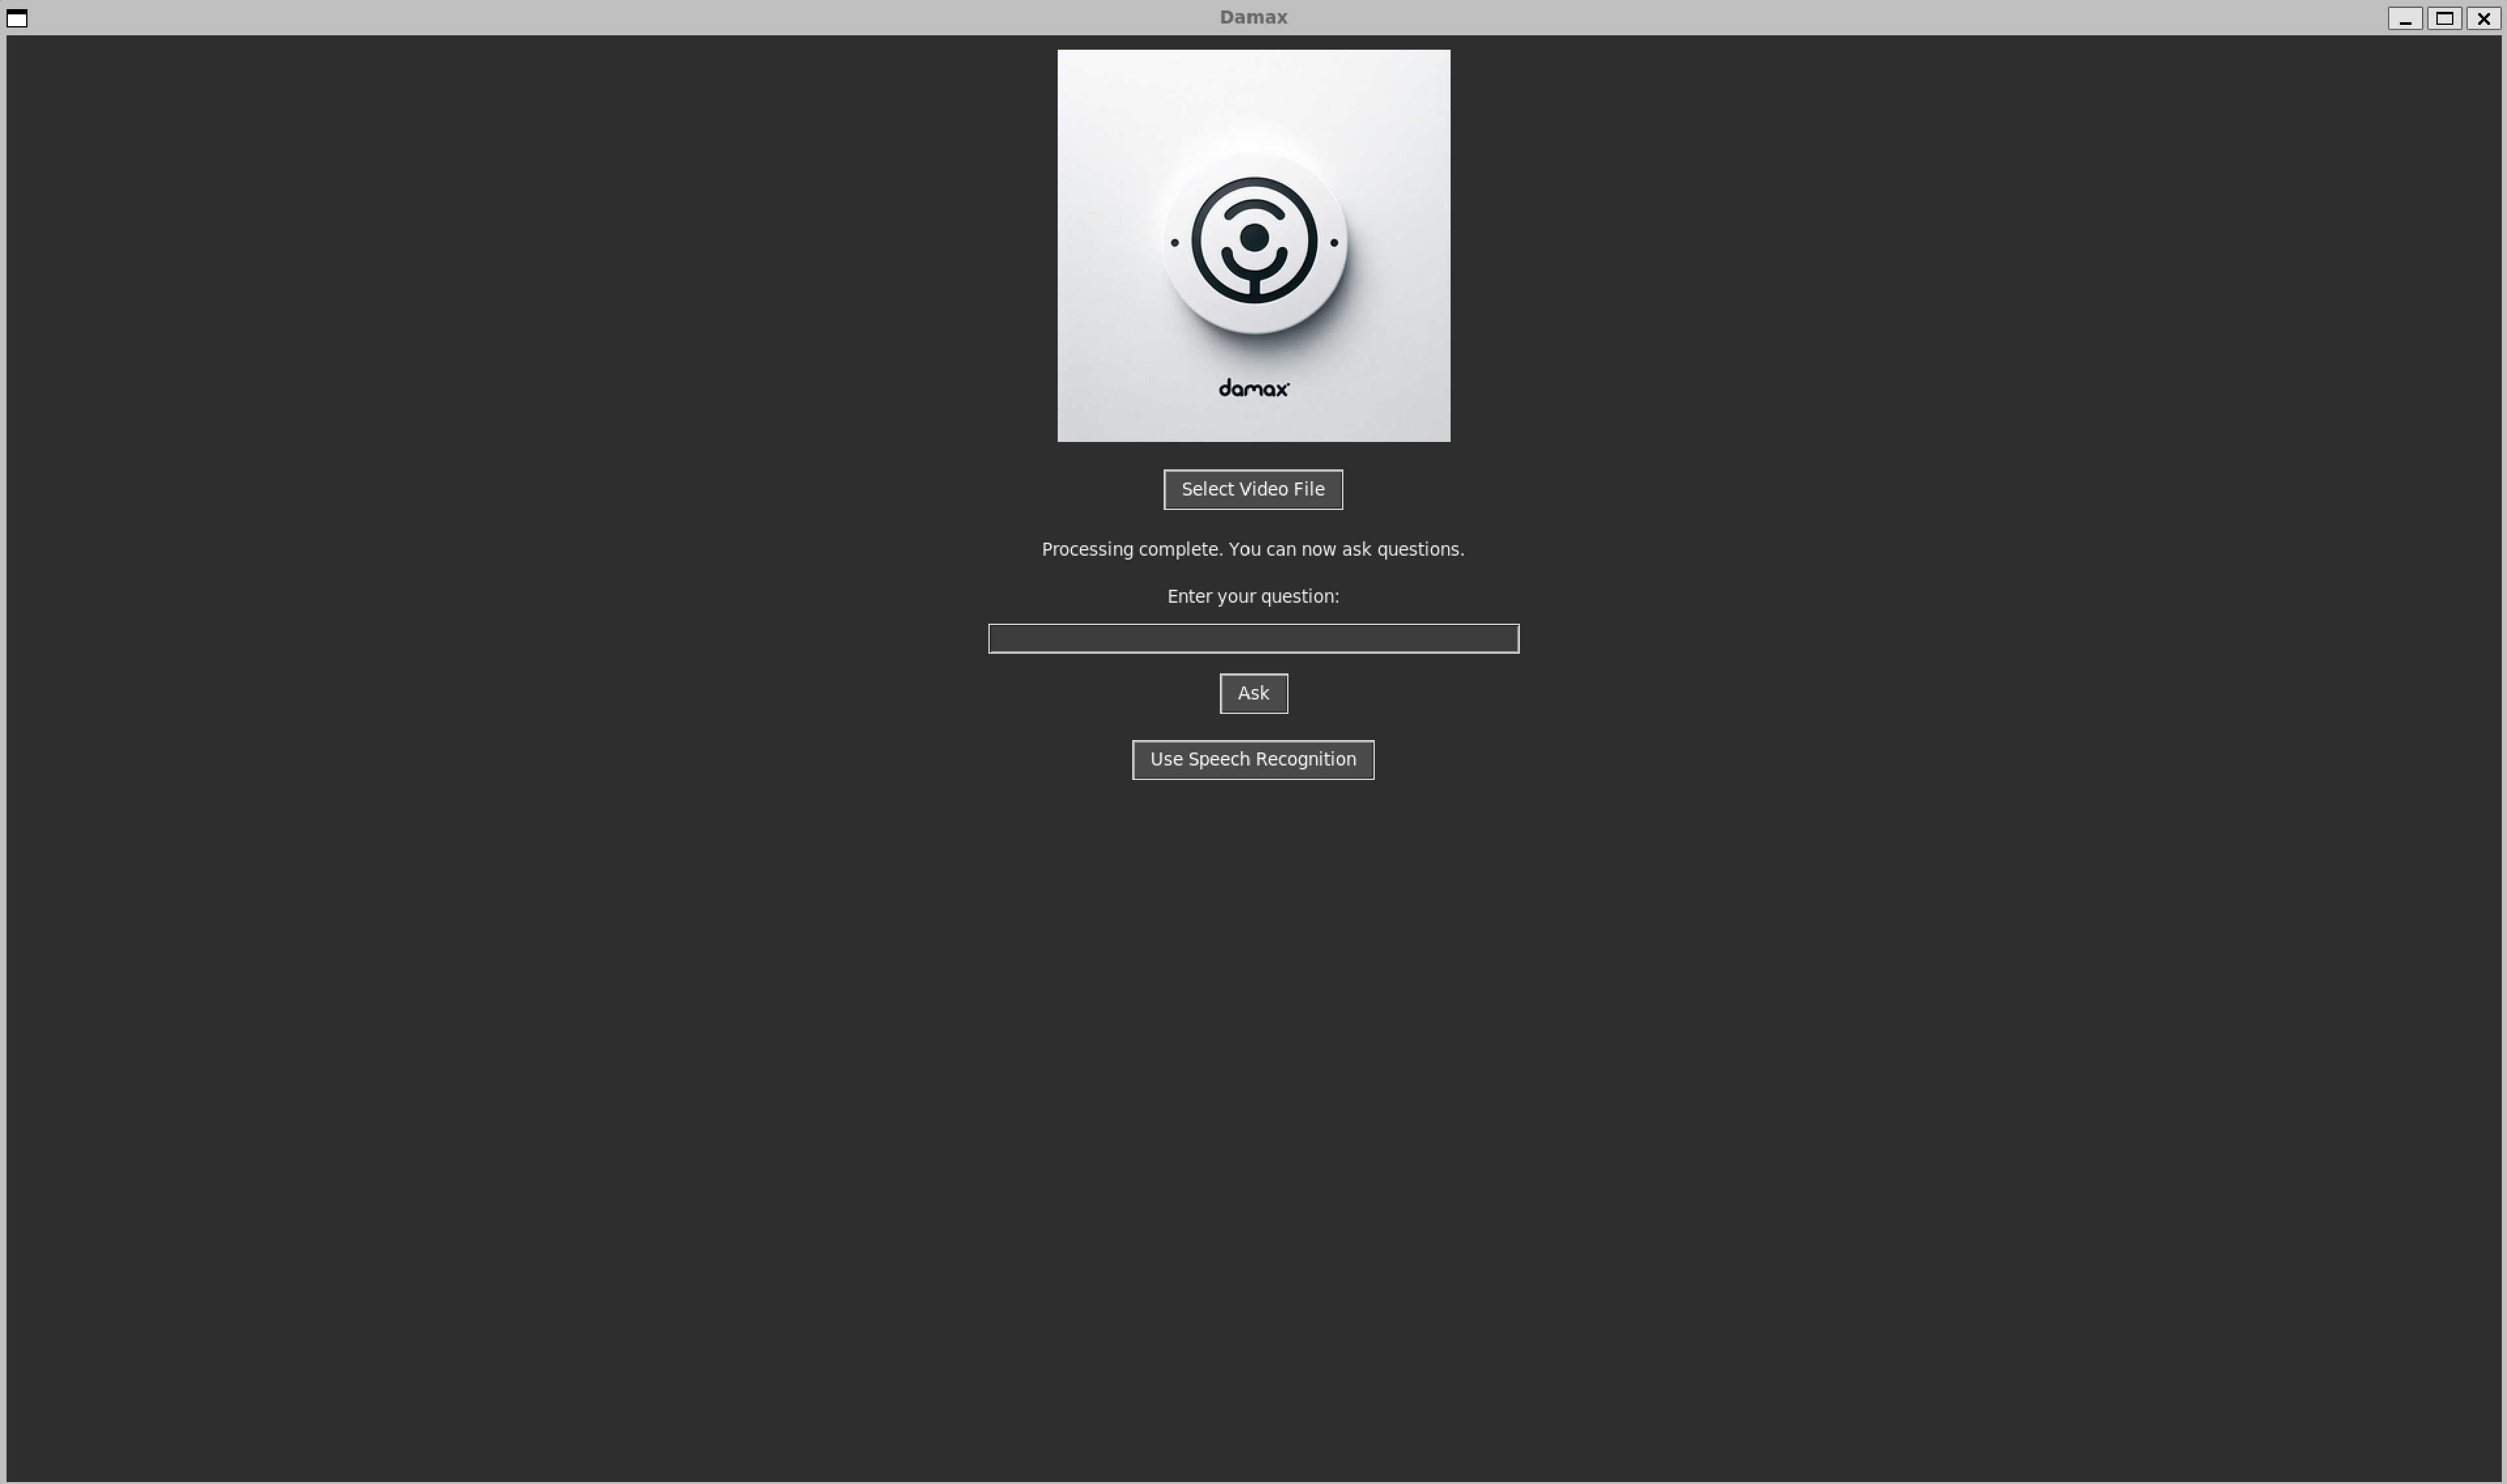 Damax
damax
Select Video File
Processing complete. You can now ask questions.
Enter your question:
Ask
Use Speech Recognition